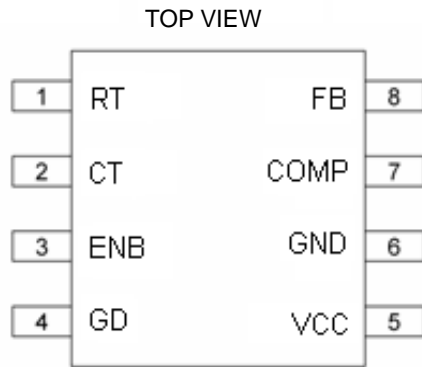 TOP VIEW
1 RT FB 8
2 CT COMP 7
3 ENB GND 6
4 GD VCC 5